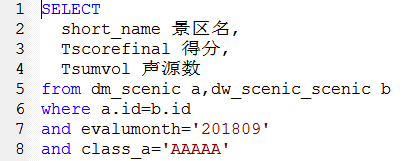 1 SELECT
2 short_name 景区名,
3 Tscorefinal 得分,
4 Tsumvol 声源数
5 from dm_scenic a,dw_scenic_scenic b
6 where a.id=b.id
7 and evalumonth='201809'
8 and class_a='AAAAA'